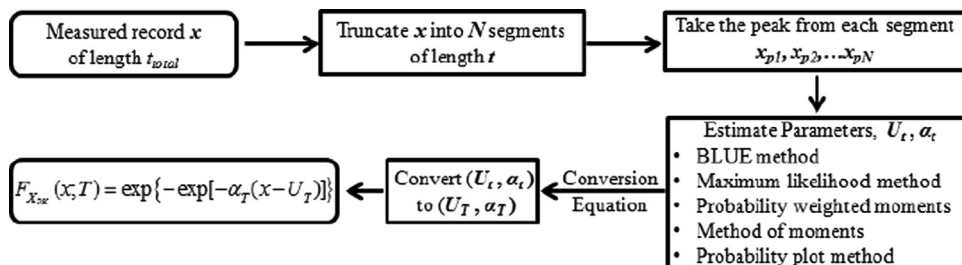 Measured record x
of length t_total
Truncate x into N segments
of length t
Take the peak from each segment
x_p1, x_p2,...x_pN
Estimate Parameters, U_t, α_t
• BLUE method
• Maximum likelihood method
• Probability weighted moments
• Method of moments
• Probability plot method
Conversion
Equation
Convert (U_t, α_t)
to (U_T, α_T)
F_X (x;T) = exp{−exp[−α_T(x−U_T)]}